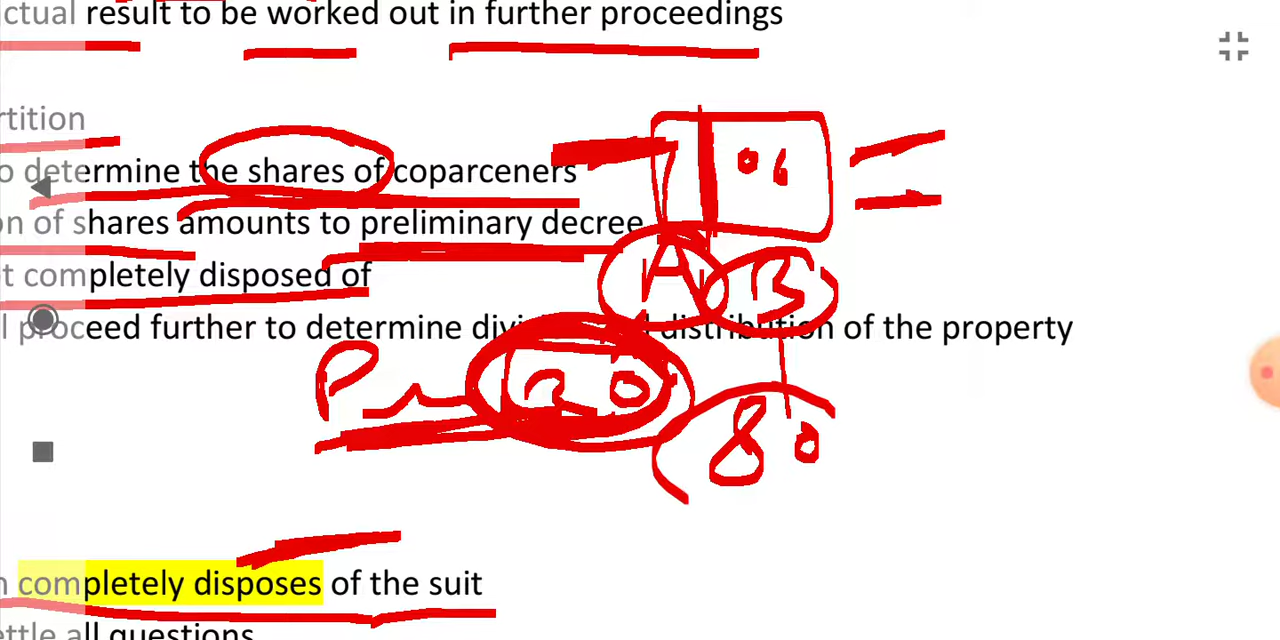 ctual result to be worked out in further proceedings
rtition
o determine the shares of coparceners
on of shares amounts to preliminary decree
t completely disposed of
l proceed further to determine distribution of the property
A B
20
80
completely disposes of the suit
ettle all questions